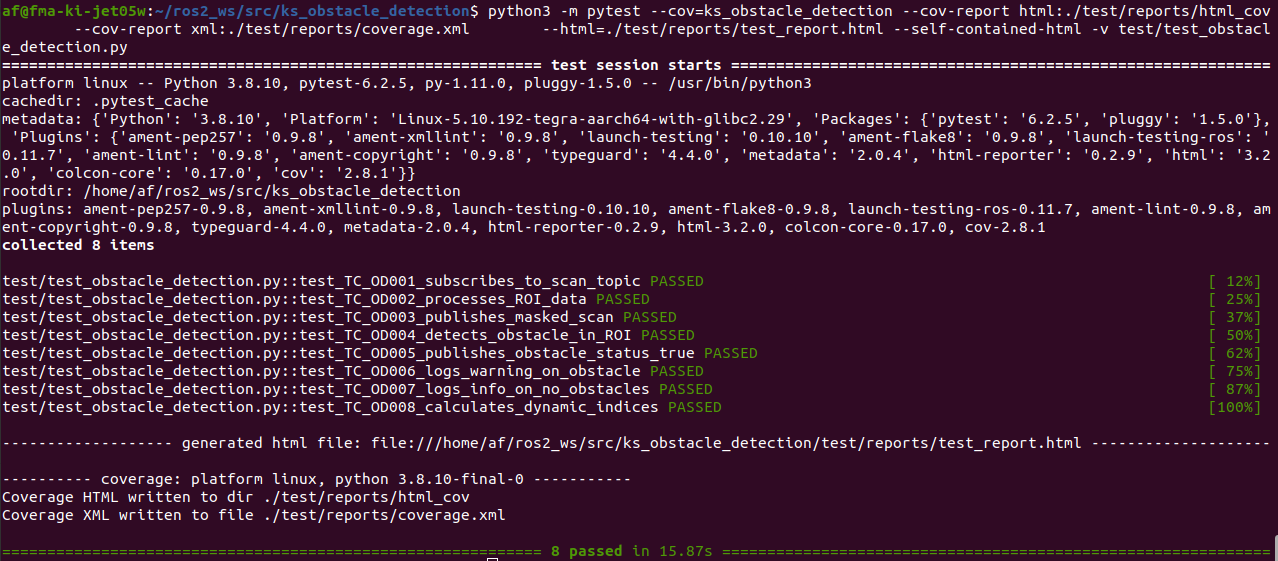 af@fma-ki-jet05w:~/ros2_ws/src/ks_obstacle_detection$ python3 -m pytest --cov=ks_obstacle_detection --cov-report html:./test/reports/html_cov
        --cov-report xml:./test/reports/coverage.xml        --html=./test/reports/test_report.html --self-contained-html -v test/test_obstacl
e_detection.py
============================================================ test session starts ============================================================
platform linux -- Python 3.8.10, pytest-6.2.5, py-1.11.0, pluggy-1.5.0 -- /usr/bin/python3
cachedir: .pytest_cache
metadata: {'Python': '3.8.10', 'Platform': 'Linux-5.10.192-tegra-aarch64-with-glibc2.29', 'Packages': {'pytest': '6.2.5', 'pluggy': '1.5.0'},
 'Plugins': {'ament-pep257': '0.9.8', 'ament-xmllint': '0.9.8', 'launch-testing': '0.10.10', 'ament-flake8': '0.9.8', 'launch-testing-ros': '
0.11.7', 'ament-lint': '0.9.8', 'ament-copyright': '0.9.8', 'typeguard': '4.4.0', 'metadata': '2.0.4', 'html-reporter': '0.2.9', 'html': '3.2
.0', 'colcon-core': '0.17.0', 'cov': '2.8.1'}}
rootdir: /home/af/ros2_ws/src/ks_obstacle_detection
plugins: ament-pep257-0.9.8, ament-xmllint-0.9.8, launch-testing-0.10.10, ament-flake8-0.9.8, launch-testing-ros-0.11.7, ament-lint-0.9.8, am
ent-copyright-0.9.8, typeguard-4.4.0, metadata-2.0.4, html-reporter-0.2.9, html-3.2.0, colcon-core-0.17.0, cov-2.8.1
collected 8 items
test/test_obstacle_detection.py::test_TC_OD001_subscribes_to_scan_topic PASSED [ 12%]
test/test_obstacle_detection.py::test_TC_OD002_processes_ROI_data PASSED [ 25%]
test/test_obstacle_detection.py::test_TC_OD003_publishes_masked_scan PASSED [ 37%]
test/test_obstacle_detection.py::test_TC_OD004_detects_obstacle_in_ROI PASSED [ 50%]
test/test_obstacle_detection.py::test_TC_OD005_publishes_obstacle_status_true PASSED [ 62%]
test/test_obstacle_detection.py::test_TC_OD006_logs_warning_on_obstacle PASSED [ 75%]
test/test_obstacle_detection.py::test_TC_OD007_logs_info_on_no_obstacles PASSED [ 87%]
test/test_obstacle_detection.py::test_TC_OD008_calculates_dynamic_indices PASSED [100%]
------------------- generated html file: file:///home/af/ros2_ws/src/ks_obstacle_detection/test/reports/test_report.html --------------------
---------- coverage: platform linux, python 3.8.10-final-0 -----------
Coverage HTML written to dir ./test/reports/html_cov
Coverage XML written to file ./test/reports/coverage.xml
============================================================ 8 passed in 15.87s =============================================================